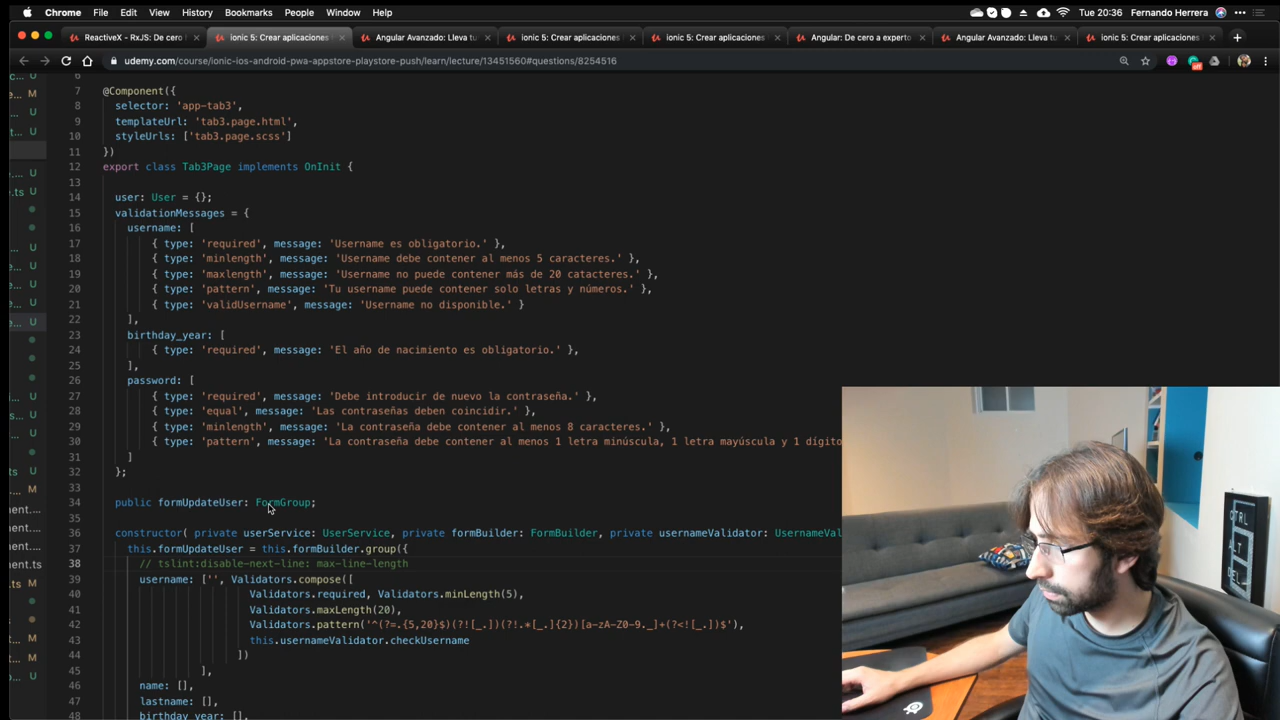 Chrome File Edit View History Bookmarks People Window Help Tue 20:36 Fernando Herrera
ReactiveX - RxJS: De cero ionic 5: Crear aplicaciones Angular Avanzado: Lleva tu ionic 5: Crear aplicaciones ionic 5: Crear aplicaciones Angular: De cero a experto Angular Avanzado: Lleva tu ionic 5: Crear aplicaciones
udemy.com/course/ionic-ios-android-pwa-appstore-playstore-push/learn/lecture/13451560#questions/8254516
6
7 @Component({
8 selector: 'app-tab3',
9 templateUrl: 'tab3.page.html',
10 styleUrls: ['tab3.page.scss']
11 })
12 export class Tab3Page implements OnInit {
13
14 user: User = {};
15 validationMessages = {
16 username: [
17 { type: 'required', message: 'Username es obligatorio.' },
18 { type: 'minlength', message: 'Username debe contener al menos 5 caracteres.' },
19 { type: 'maxlength', message: 'Username no puede contener más de 20 catacteres.' },
20 { type: 'pattern', message: 'Tu username puede contener solo letras y números.' },
21 { type: 'validUsername', message: 'Username no disponible.' }
22 ],
23 birthday_year: [
24 { type: 'required', message: 'El año de nacimiento es obligatorio.' },
25 ],
26 password: [
27 { type: 'required', message: 'Debe introducir de nuevo la contraseña.' },
28 { type: 'equal', message: 'Las contraseñas deben coincidir.' },
29 { type: 'minlength', message: 'La contraseña debe contener al menos 8 caracteres.' },
30 { type: 'pattern', message: 'La contraseña debe contener al menos 1 letra minúscula, 1 letra mayúscula y 1 dígito
31 ]
32 };
33
34 public formUpdateUser: FormGroup;
35
36 constructor( private userService: UserService, private formBuilder: FormBuilder, private usernameValidator: UsernameVal
37 this.formUpdateUser = this.formBuilder.group({
38 // tslint:disable-next-line: max-line-length
39 username: ['', Validators.compose([
40 Validators.required, Validators.minLength(5),
41 Validators.maxLength(20),
42 Validators.pattern('^(?=.{5,20}$)(?![_.])(?!.*[_.]{2})[a-zA-Z0-9._]+(?<![_.])$'),
43 this.usernameValidator.checkUsername
44 ])
45 ],
46 name: [],
47 lastname: [],
48 birthday_year: [],
CTRL
ALT
DEL